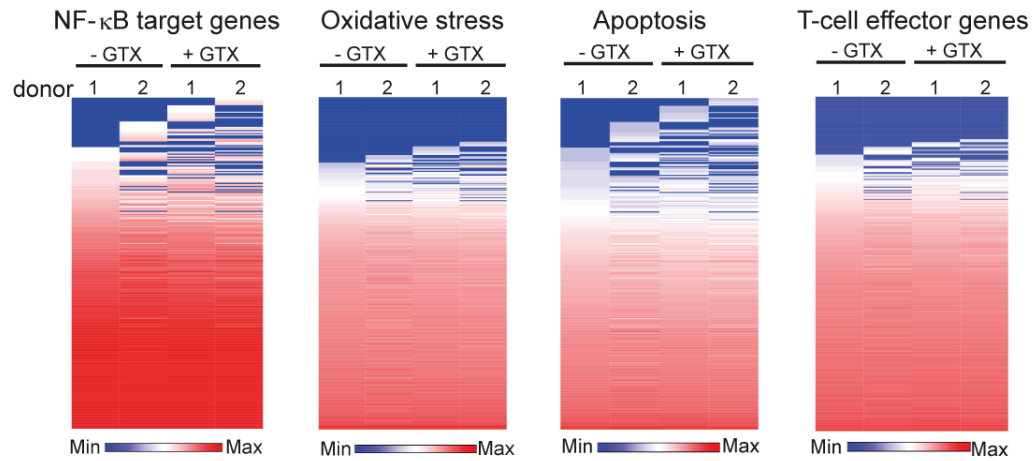 NF-κB target genes Oxidative stress Apoptosis T-cell effector genes
- GTX + GTX - GTX + GTX - GTX + GTX - GTX + GTX
donor 1 2 1 2 1 2 1 2 1 2 1 2 1 2 1 2
Min Max Min Max Min Max Min Max